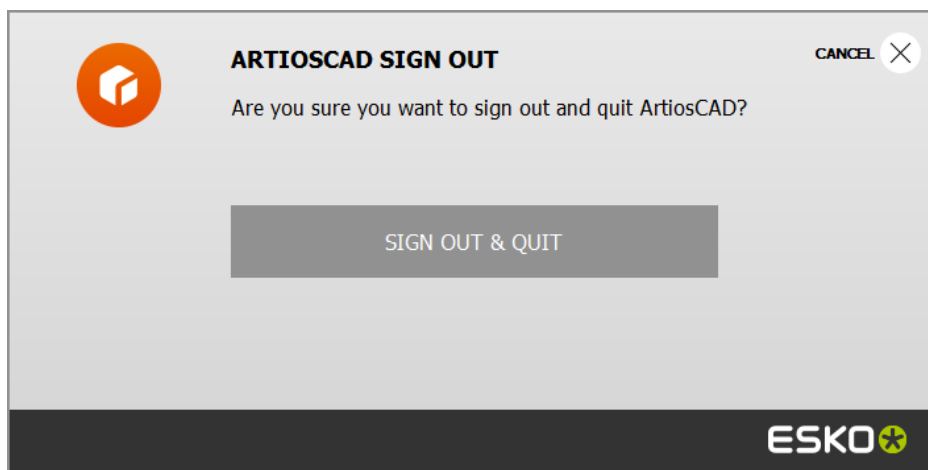 ARTIOSCAD SIGN OUT
CANCEL
Are you sure you want to sign out and quit ArtiosCAD?
SIGN OUT & QUIT
ESKO